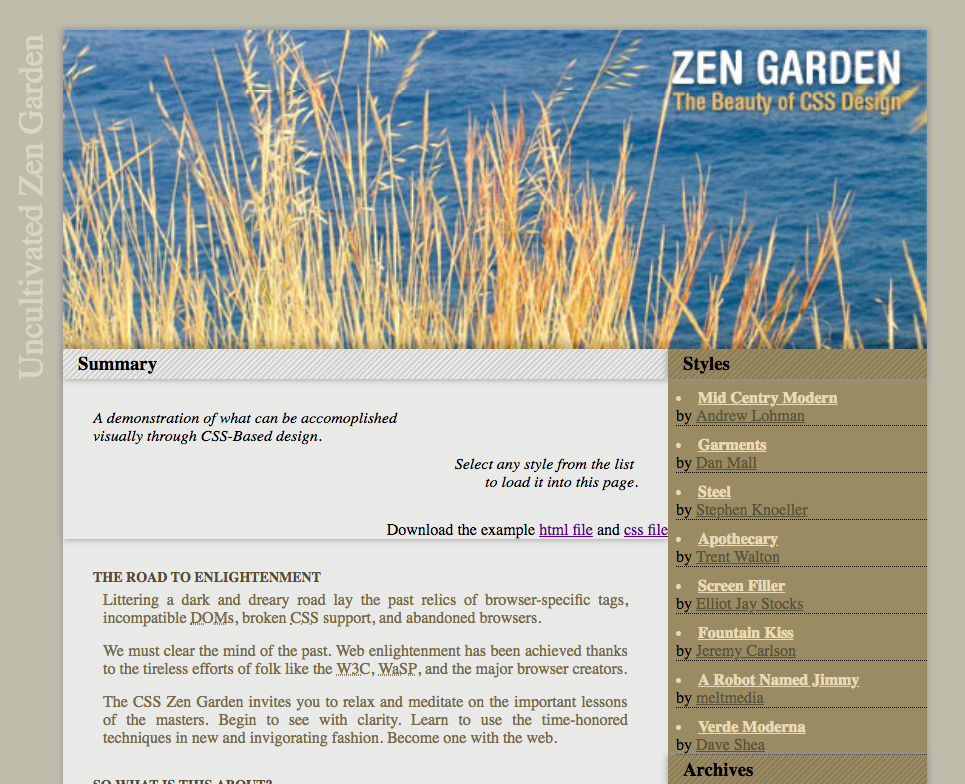 Uncultivated Zen Garden
ZEN GARDEN
The Beauty of CSS Design
Summary
A demonstration of what can be accomoplished
visually through CSS-Based design.
Select any style from the list
to load it into this page.
Download the example html file and css file
THE ROAD TO ENLIGHTENMENT
Littering a dark and dreary road lay the past relics of browser-specific tags,
incompatible DOMs, broken CSS support, and abandoned browsers.
We must clear the mind of the past. Web enlightenment has been achieved thanks
to the tireless efforts of folk like the W3C, WaSP, and the major browser creators.
The CSS Zen Garden invites you to relax and meditate on the important lessons
of the masters. Begin to see with clarity. Learn to use the time-honored
techniques in new and invigorating fashion. Become one with the web.
SO WHAT IS THIS ABOUT?
Styles
Mid Centry Modern
by Andrew Lohman
Garments
by Dan Mall
Steel
by Stephen Knoeller
Apothecary
by Trent Walton
Screen Filler
by Elliot Jay Stocks
Fountain Kiss
by Jeremy Carlson
A Robot Named Jimmy
by meltmedia
Verde Moderna
by Dave Shea
Archives